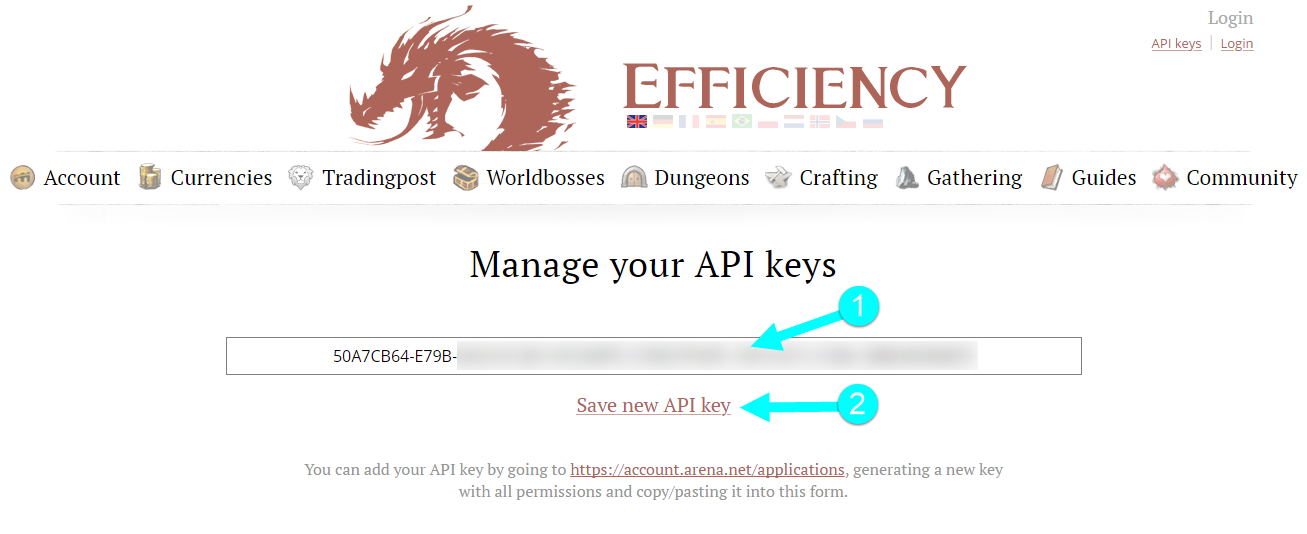 Login
API keys | Login
EFFICIENCY
Account Currencies Tradingpost Worldbosses Dungeons Crafting Gathering Guides Community
Manage your API keys
1
50A7CB64-E79B-
Save new API key
2
You can add your API key by going to https://account.arena.net/applications, generating a new key
with all permissions and copy/pasting it into this form.